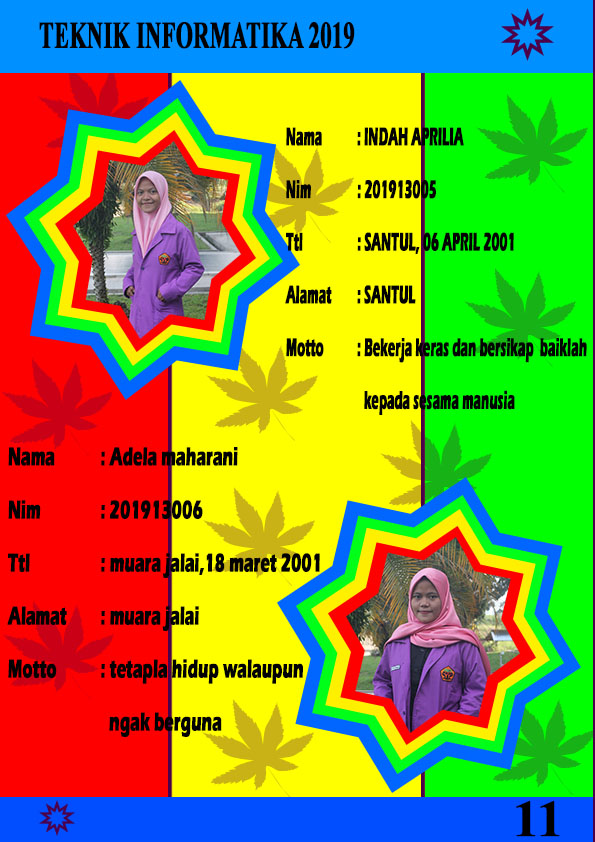 TEKNIK INFORMATIKA 2019
Nama : INDAH APRILIA
Nim : 201913005
Ttl : SANTUL, 06 APRIL 2001
Alamat : SANTUL
Motto : Bekerja keras dan bersikap baiklah
kepada sesama manusia
Nama : Adela maharani
Nim : 201913006
Ttl : muara jalai,18 maret 2001
Alamat : muara jalai
Motto : tetapla hidup walaupun
ngak berguna
11